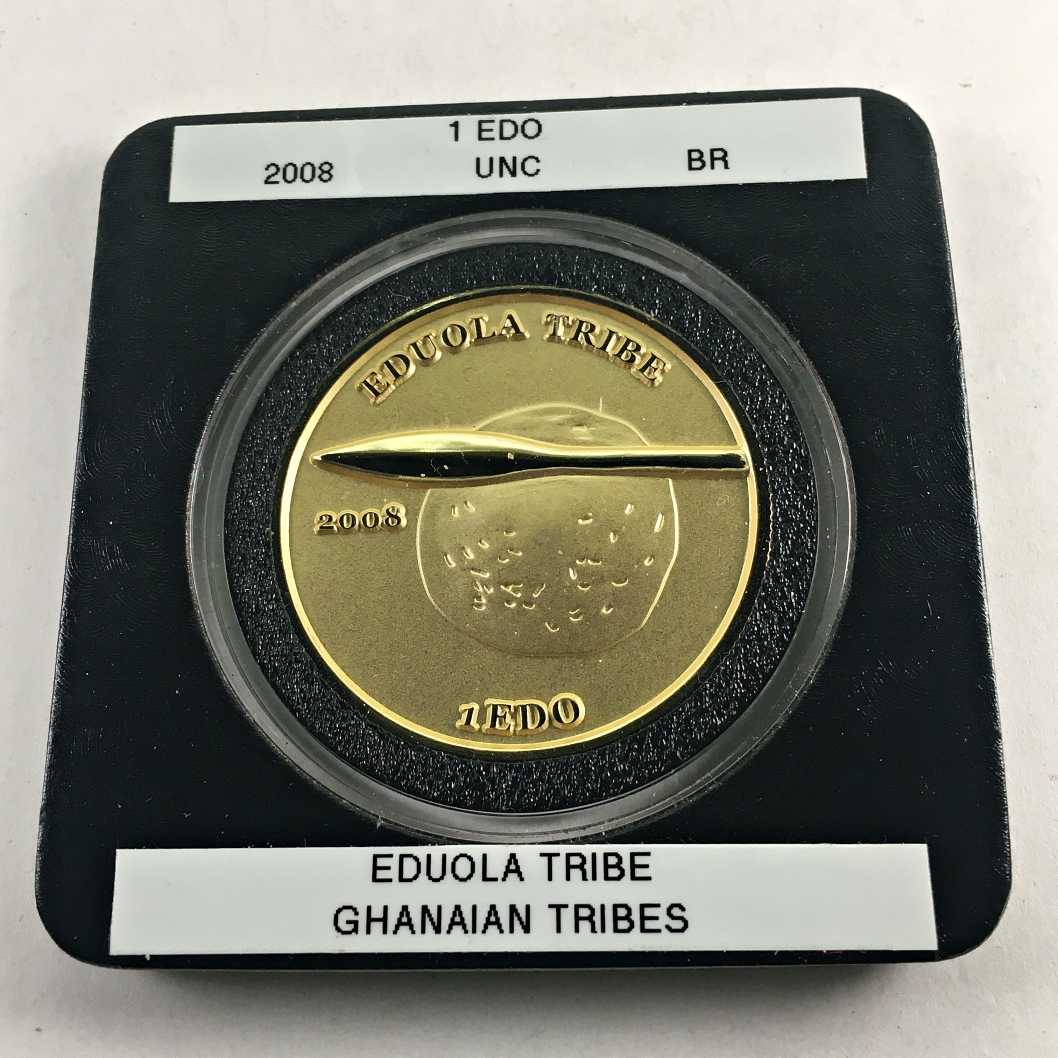 1 EDO
2008 UNC BR
EDUOLA TRIBE
2008
1EDO
EDUOLA TRIBE
GHANAIAN TRIBES